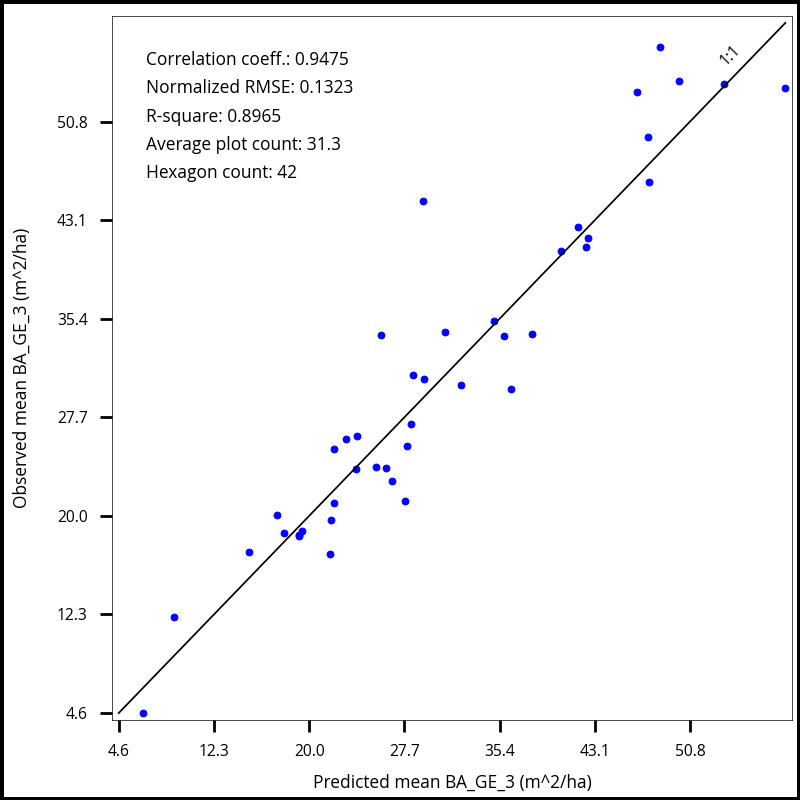 Correlation coeff.: 0.9475
Normalized RMSE: 0.1323
R-square: 0.8965
Average plot count: 31.3
Hexagon count: 42
1:1
Observed mean BA_GE_3 (m^2/ha)
50.8
43.1
35.4
27.7
20.0
12.3
4.6
4.6 12.3 20.0 27.7 35.4 43.1 50.8
Predicted mean BA_GE_3 (m^2/ha)